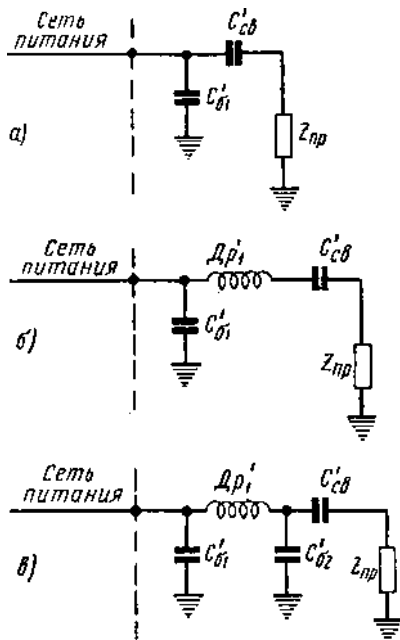 Сеть
питания
C'св
C'б1
Zпр
а)
Сеть
питания
Др'1
C'св
C'б1
Zпр
б)
Сеть
питания
Др'1
C'св
C'б1
C'б2
Zпр
в)